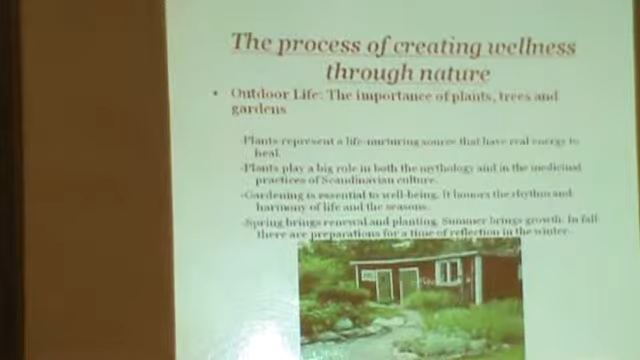 The process of creating wellness
through nature
• Outdoor Life: The importance of plants, trees and
gardens
-Plants represent a life-nurturing source that have real energy to
heal.
-Plants play a big role in both the mythology and in the medicinal
practices of Scandinavian culture.
-Gardening is essential to well-being. It honors the rhythm and
harmony of life and the seasons.
-Spring brings renewal and planting. Summer brings growth. In fall
there are preparations for a time of reflection in the winter.